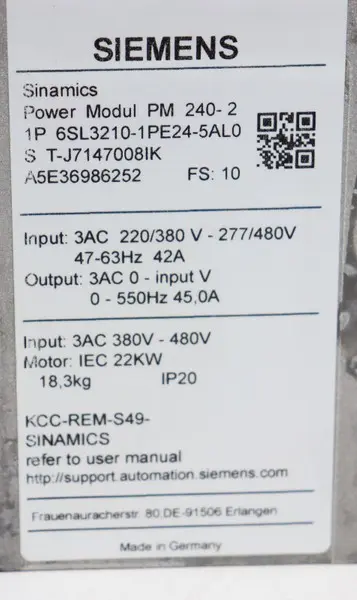 SIEMENS
Sinamics
Power Modul PM 240-2
1P 6SL3210-1PE24-5AL0
S T-J7147008IK
A5E36986252 FS: 10
Input: 3AC 220/380 V - 277/480V
47-63Hz 42A
Output: 3AC 0 - input V
0 - 550Hz 45,0A
Input: 3AC 380V - 480V
Motor: IEC 22KW
18,3kg IP20
KCC-REM-S49-
SINAMICS
refer to user manual
http://support.automation.siemens.com
Frauenauracherstr. 80,DE-91506 Erlangen
Made in Germany